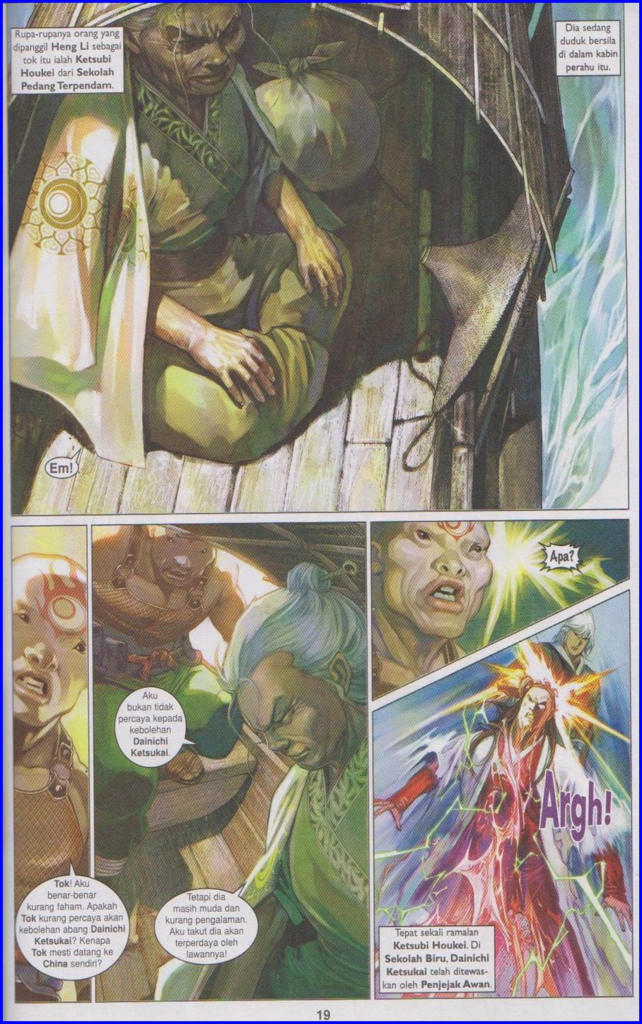 Rupa-rupanya orang yang
dipanggil Heng Li sebagai
tok itu ialah Ketsubi
Houkei dari Sekolah
Pedang Terpendam.
Dia sedang
duduk bersila
di dalam kabin
perahu itu.
Em!
Tok! Aku
benar-benar
kurang faham. Apakah
Tok kurang percaya akan
kebolehan abang Dainichi
Ketsukai? Kenapa
Tok mesti datang ke
China sendiri?
Aku
bukan tidak
percaya kepada
kebolehan
Dainichi
Ketsukai.
Tetapi dia
masih muda dan
kurang pengalaman.
Aku takut dia akan
terperdaya oleh
lawannya!
Apa?
Argh!
Tepat sekali ramalan
Ketsubi Houkei. Di
Sekolah Biru, Dainichi
Ketsukai telah ditewas-
kan oleh Penjejak Awan.
19